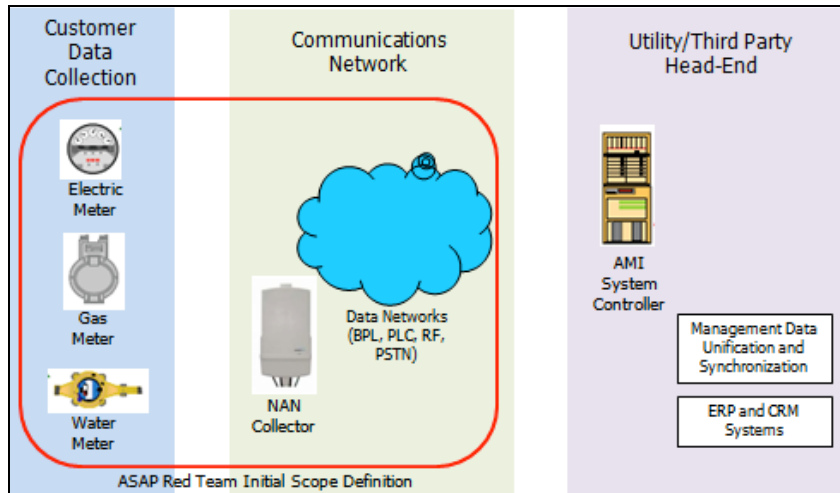 Customer
Data
Collection
Communications
Network
Utility/Third Party
Head-End
Electric
Meter
Gas
Meter
Water
Meter
NAN
Collector
Data Networks
(BPL, PLC, RF,
PSTN)
AMI
System
Controller
Management Data
Unification and
Synchronization
ERP and CRM
Systems
ASAP Red Team Initial Scope Definition